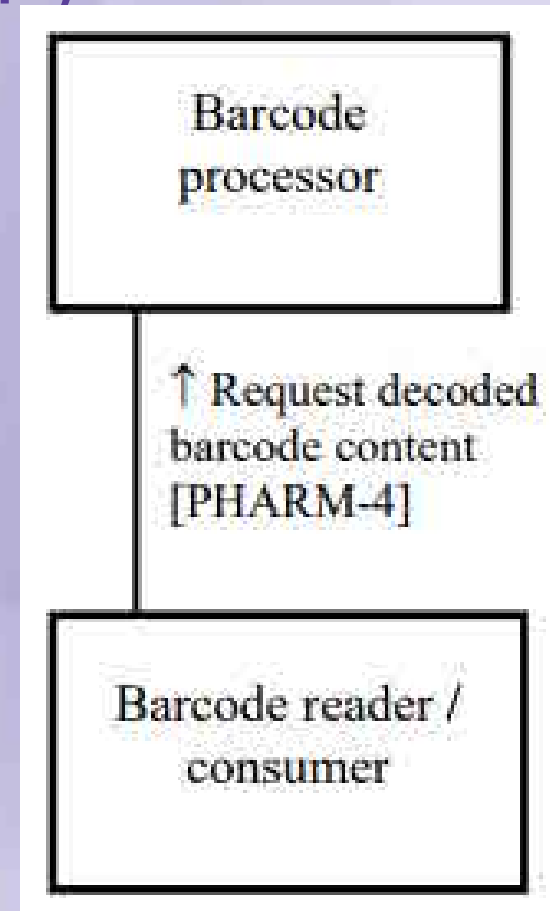 Barcode
processor
↑ Request decoded
barcode content
[PHARM-4]
Barcode reader /
consumer